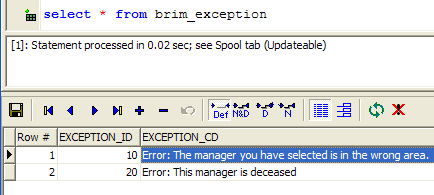 select * from brim_exception
[1]: Statement processed in 0.02 sec; see Spool tab (Updateable)
Def N&D D N
Row # EXCEPTION_ID EXCEPTION_CD
1 10 Error: The manager you have selected is in the wrong area.
2 20 Error: This manager is deceased